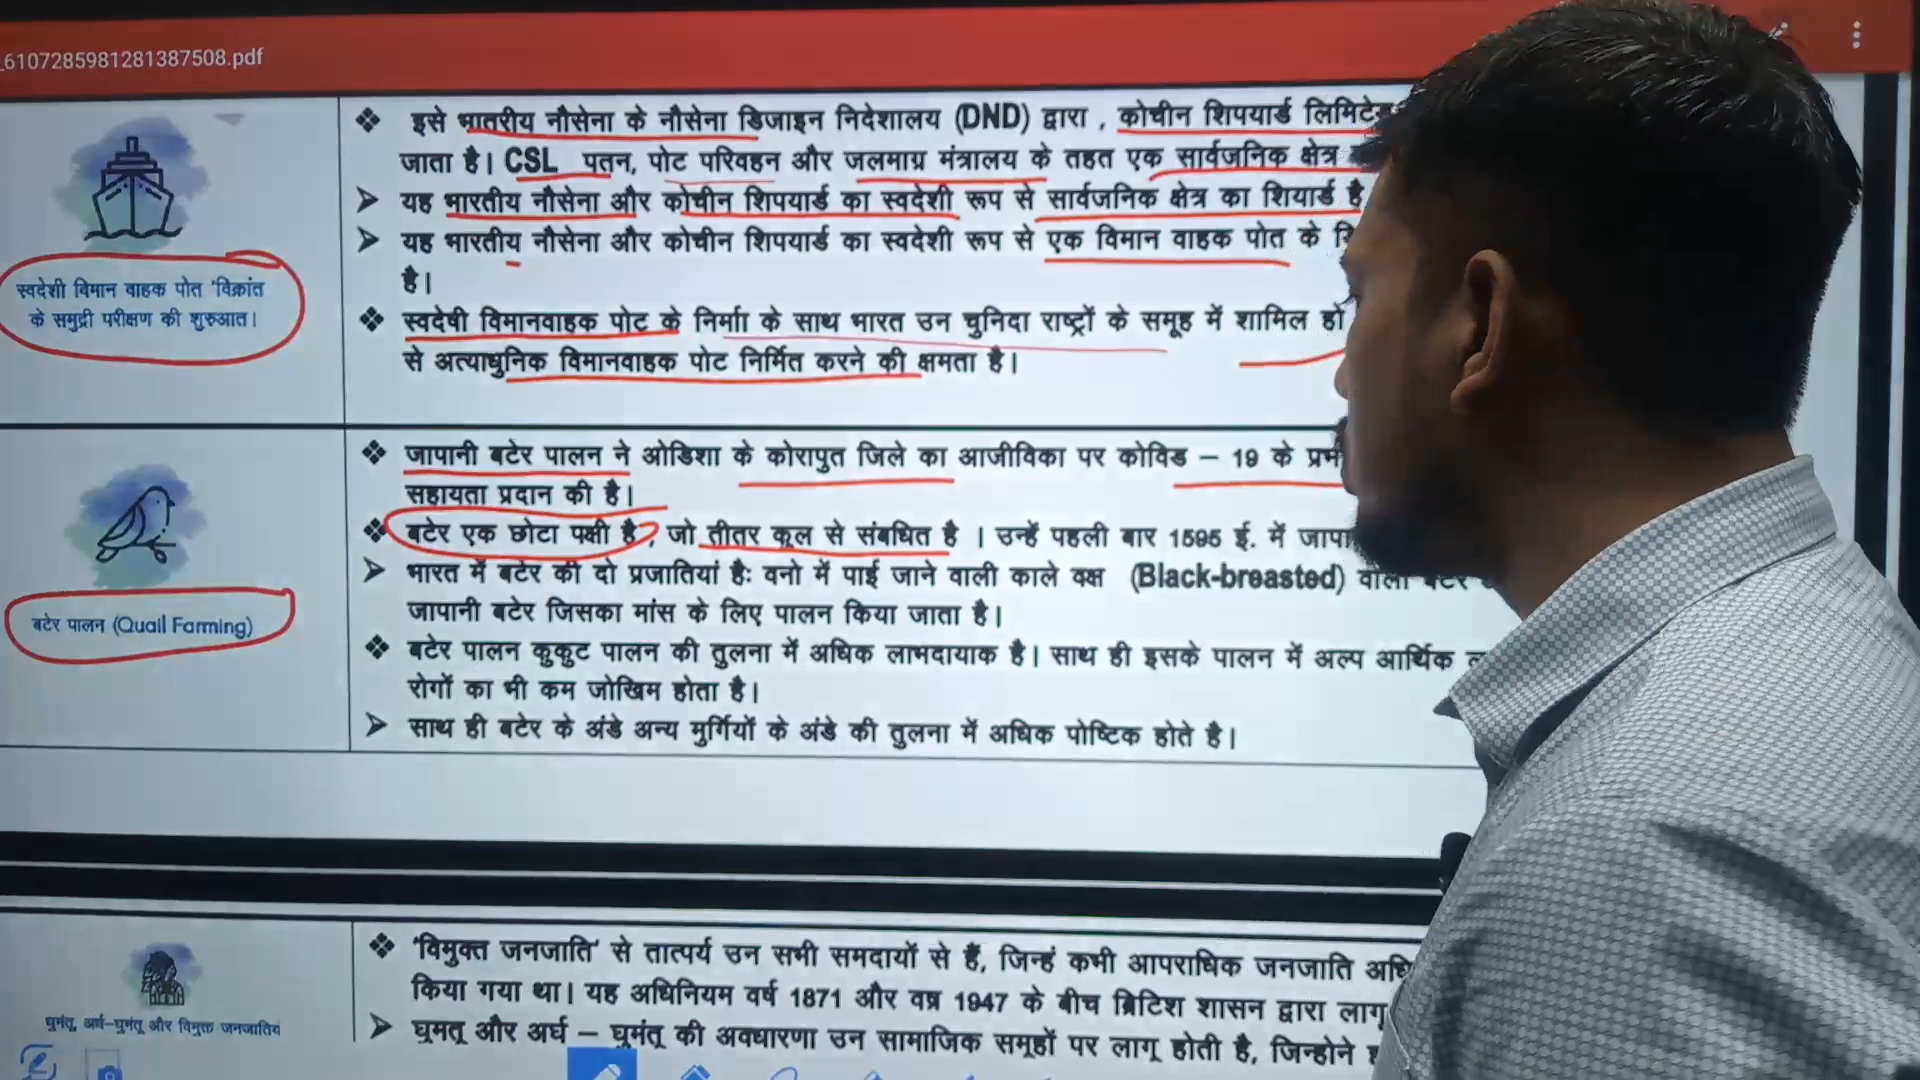 _6107285981281387508.pdf
❖ इसे भातरीय नौसेना के नौसेना डिजाइन निदेशालय (DND) द्वारा , कोचीन शिपयार्ड
जाता है। CSL पतन, पोट परिवहन और जलमाग्र मंत्रालय के तहत एक सार्वजनिक क्षेत्र
➤ यह भारतीय नौसेना और कोचीन शिपयार्ड का स्वदेशी रूप से सार्वजनिक क्षेत्र का शियार्ड है
➤ यह भारतीय नौसेना और कोचीन शिपयार्ड का स्वदेशी रूप से एक विमान वाहक पोत के
है।
स्वदेशी विमान वाहक पोत 'विक्रांत
के समुद्री परीक्षण की शुरुआत।
❖ स्वदेषी विमानवाहक पोट के निर्माा के साथ भारत उन चुनिदा राष्ट्रों के समूह में शामिल हो
से अत्याधुनिक विमानवाहक पोट निर्मित करने की क्षमता है।
❖ जापानी बटेर पालन ने ओडिशा के कोरापुत जिले का आजीविका पर कोविड – 19 के
सहायता प्रदान की है।
❖ बटेर एक छोटा पक्षी है , जो तीतर कूल से संबधित है । उन्हें पहली बार 1595 ई. में
➤ भारत में बटेर की दो प्रजातियां हैः वनो में पाई जाने वाली काले वक्ष (Black-breasted) वाली बटर
जापानी बटेर जिसका मांस के लिए पालन किया जाता है।
बटेर पालन (Quail Farming)
❖ बटेर पालन कुकुट पालन की तुलना में अधिक लाभदायाक है। साथ ही इसके पालन में अल्प आर्थिक
रोगों का भी कम जोखिम होता है।
➤ साथ ही बटेर के अंडे अन्य मुर्गियों के अंडे की तुलना में अधिक पोष्टिक होते है।
❖ 'विमुक्त जनजाति' से तात्पर्य उन सभी समदायों से हैं, जिन्हं कभी आपराधिक जनजाति
किया गया था। यह अधिनियम वर्ष 1871 और वष्र 1947 के बीच ब्रिटिश शासन द्वारा लागू
घुमंतू, अर्ध-घुमंतू और विमुक्त जनजातिय
➤ घूमतू और अर्घ – घुमंतू की अवधारणा उन सामाजिक समूहों पर लागू होती है, जिन्होने